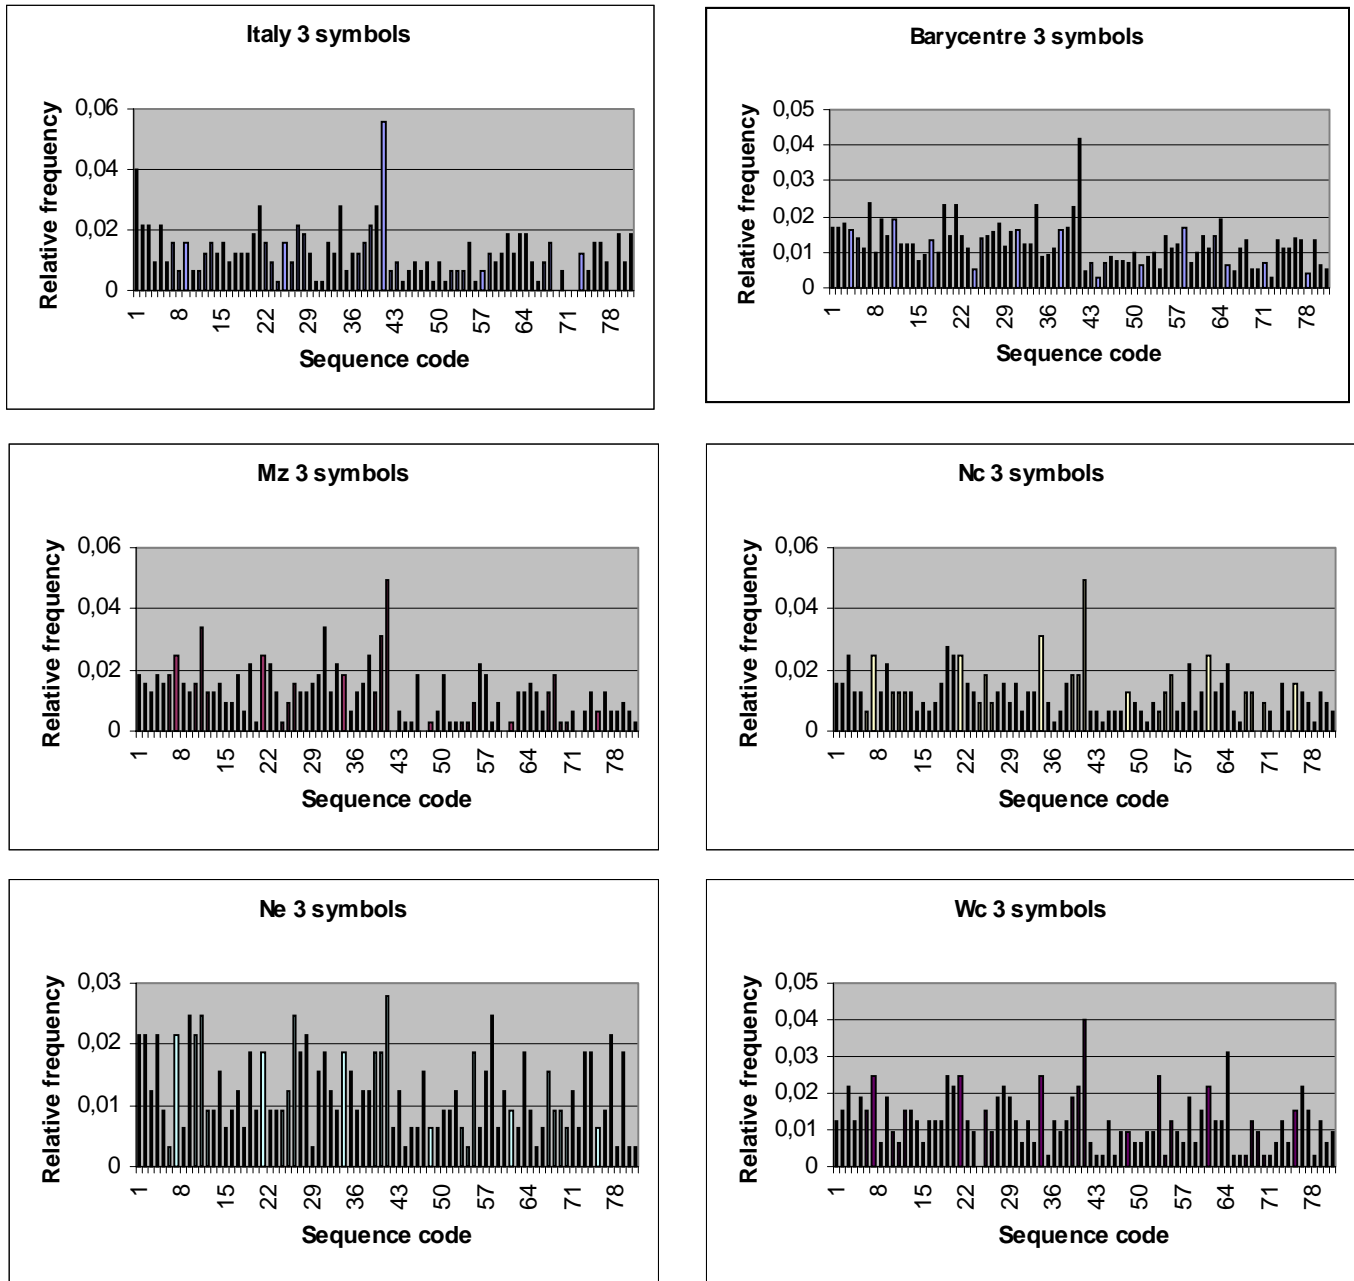 Italy 3 symbols
Relative frequency
0,06
0,04
0,02
0
1 8 15 22 29 36 43 50 57 64 71 78
Sequence code
Barycentre 3 symbols
Relative frequency
0,05
0,04
0,03
0,02
0,01
0
1 8 15 22 29 36 43 50 57 64 71 78
Sequence code
Mz 3 symbols
Relative frequency
0,06
0,04
0,02
0
1 8 15 22 29 36 43 50 57 64 71 78
Sequence code
Nc 3 symbols
Relative frequency
0,06
0,04
0,02
0
1 8 15 22 29 36 43 50 57 64 71 78
Sequence code
Ne 3 symbols
Relative frequency
0,03
0,02
0,01
0
1 8 15 22 29 36 43 50 57 64 71 78
Sequence code
Wc 3 symbols
Relative frequency
0,05
0,04
0,03
0,02
0,01
0
1 8 15 22 29 36 43 50 57 64 71 78
Sequence code